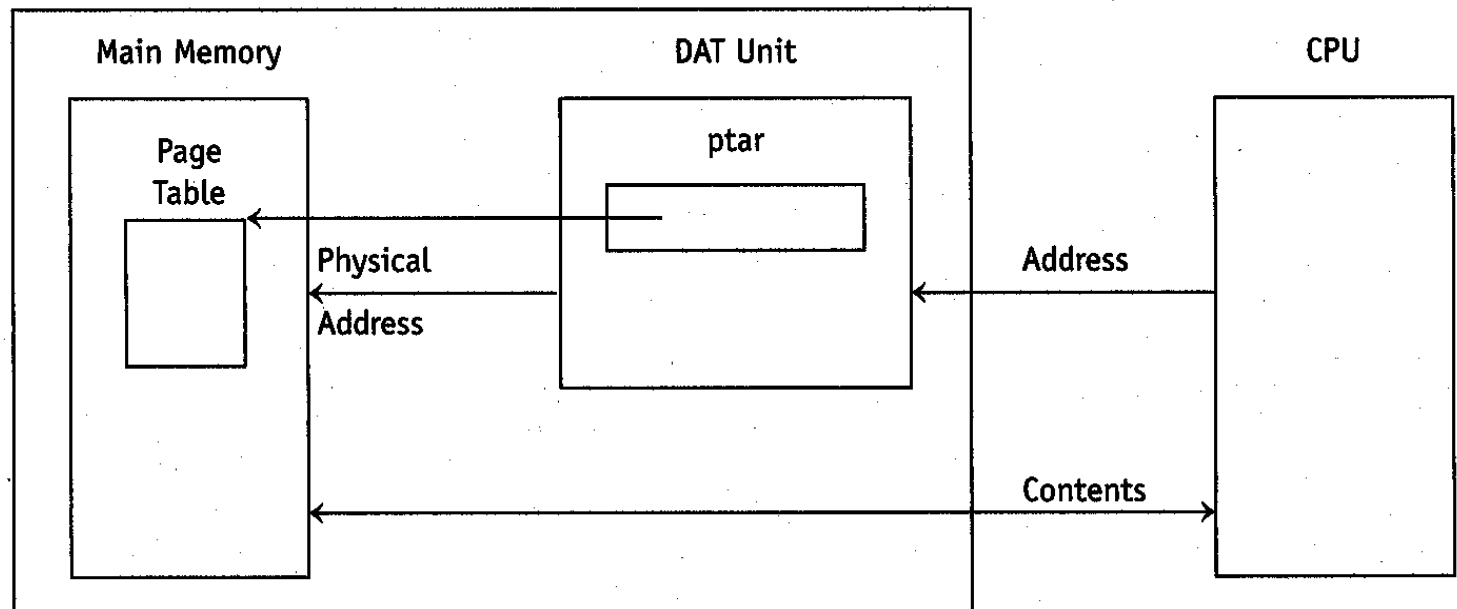 Main Memory
DAT Unit
CPU
Page
Table
ptar
Physical
Address
Address
Contents